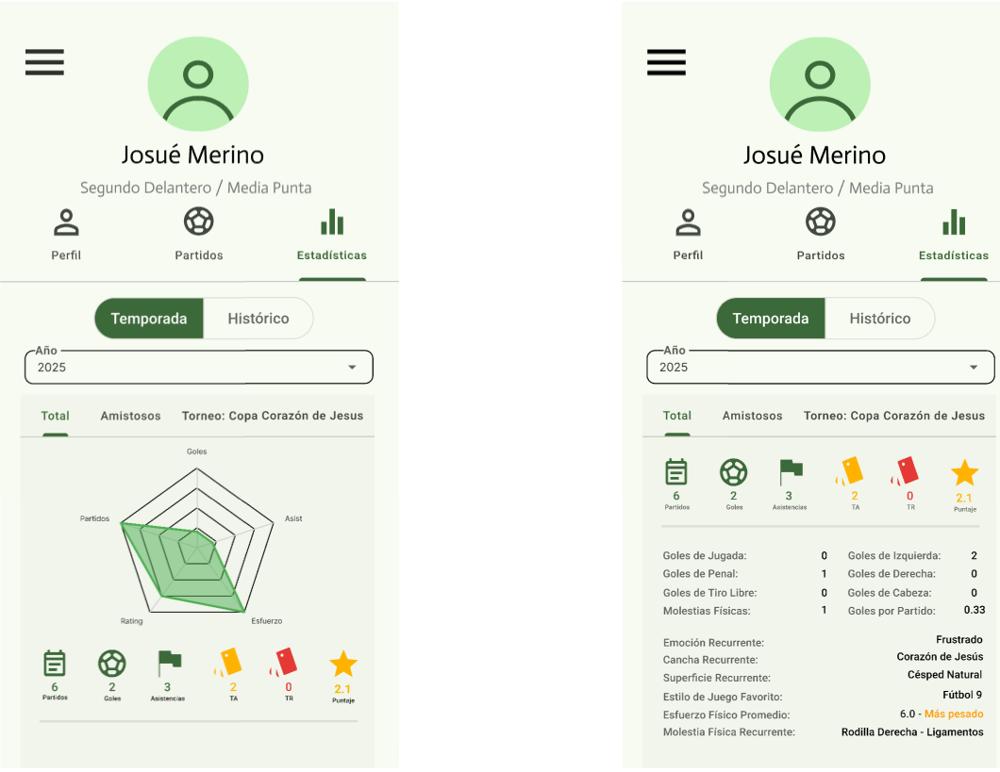 Josué Merino
Segundo Delantero / Media Punta
Perfil Partidos Estadísticas
Temporada Histórico
Año
2025
Total Amistosos Torneo: Copa Corazón de Jesus
Goles
Partidos Asist
Rating Esfuerzo
6 2 3 2 0 2.1
Partidos Goles Asistencias TA TR Puntaje
Josué Merino
Segundo Delantero / Media Punta
Perfil Partidos Estadísticas
Temporada Histórico
Año
2025
Total Amistosos Torneo: Copa Corazón de Jesus
6 2 3 2 0 2.1
Partidos Goles Asistencias TA TR Puntaje
Goles de Jugada: 0 Goles de Izquierda: 2
Goles de Penal: 1 Goles de Derecha: 0
Goles de Tiro Libre: 0 Goles de Cabeza: 0
Molestias Físicas: 1 Goles por Partido: 0.33
Emoción Recurrente: Frustrado
Cancha Recurrente: Corazón de Jesús
Superficie Recurrente: Césped Natural
Estilo de Juego Favorito: Fútbol 9
Esfuerzo Físico Promedio: 6.0 - Más pesado
Molestia Física Recurrente: Rodilla Derecha - Ligamentos